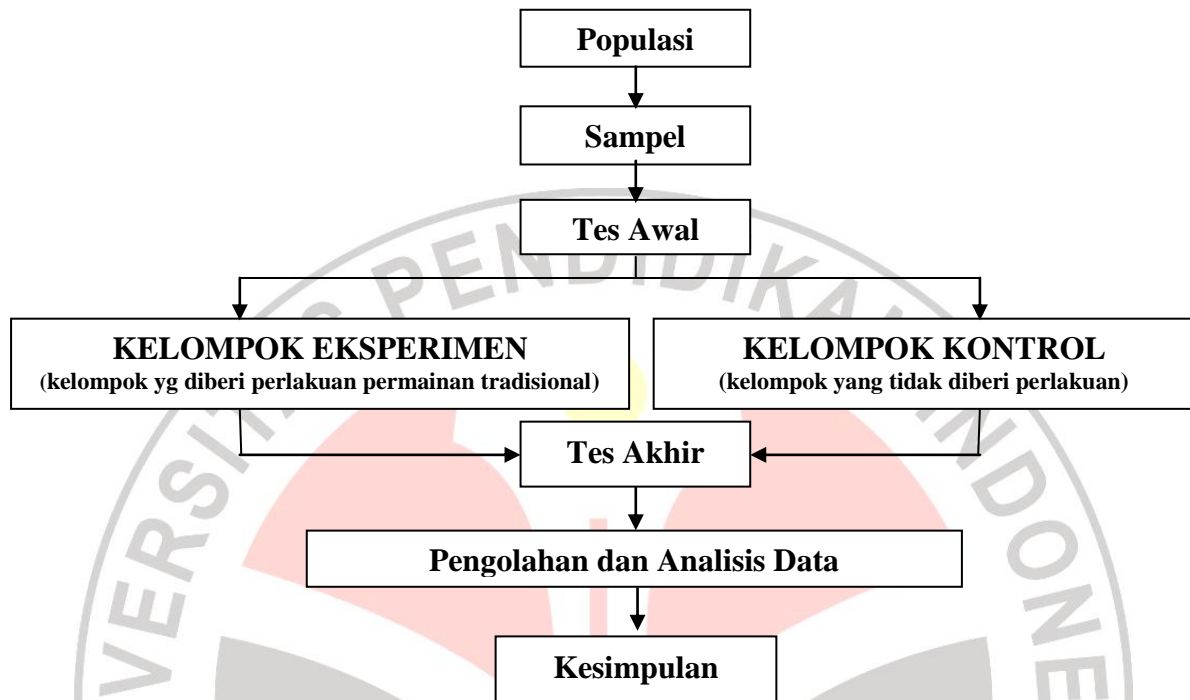 Populasi
Sampel
Tes Awal
KELOMPOK EKSPERIMEN
(kelompok yg diberi perlakuan permainan tradisional)
KELOMPOK KONTROL
(kelompok yang tidak diberi perlakuan)
Tes Akhir
Pengolahan dan Analisis Data
Kesimpulan